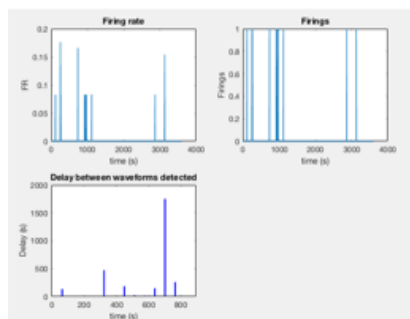 Firing rate
0.2
0.15
0.1
0.05
0
FR
0 1000 2000 3000 4000
time (s)
Firings
1
0.8
0.6
0.4
0.2
0
Firings
0 1000 2000 3000 4000
time (s)
Delay between waveforms detected
2000
1500
1000
500
0
Delay (s)
0 200 400 600 800
time (s)